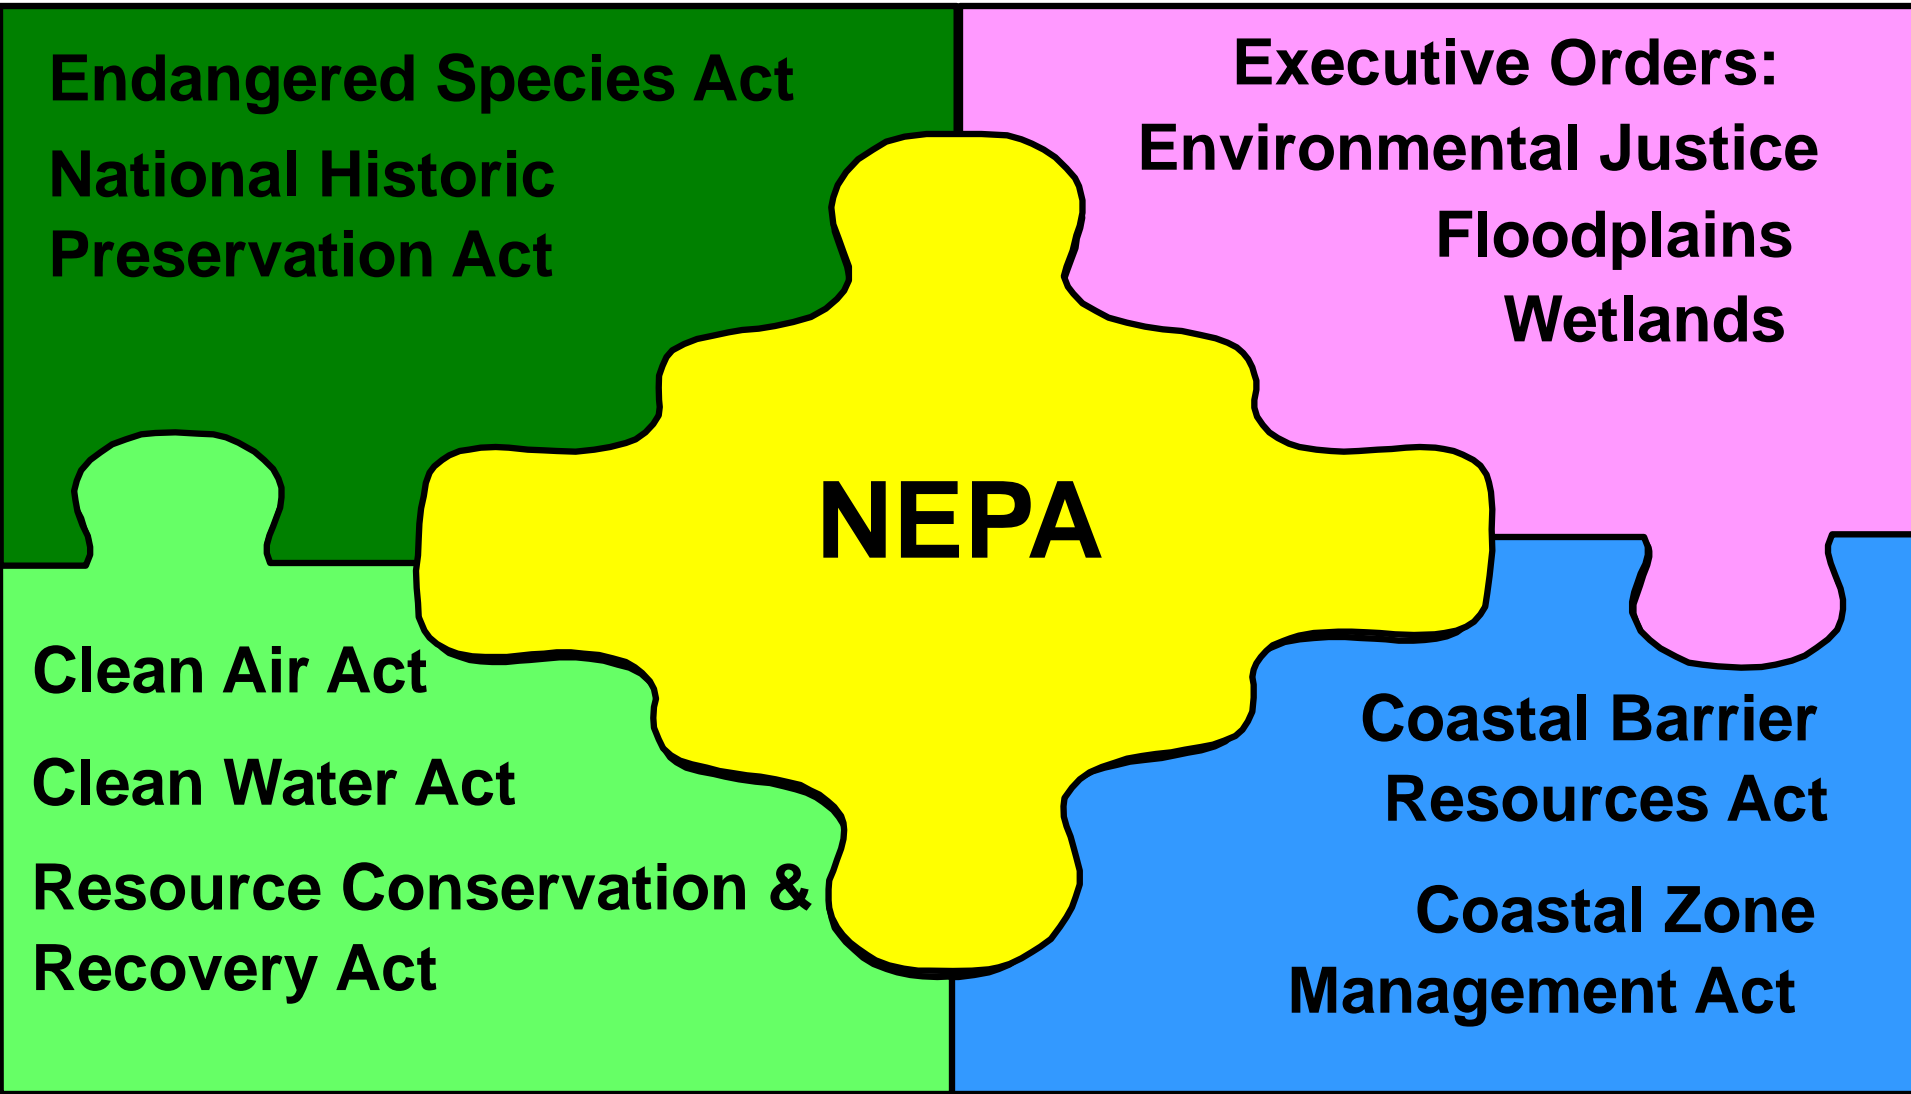 Endangered Species Act
National Historic
Preservation Act
Executive Orders:
Environmental Justice
Floodplains
Wetlands
NEPA
Clean Air Act
Clean Water Act
Resource Conservation &
Recovery Act
Coastal Barrier
Resources Act
Coastal Zone
Management Act